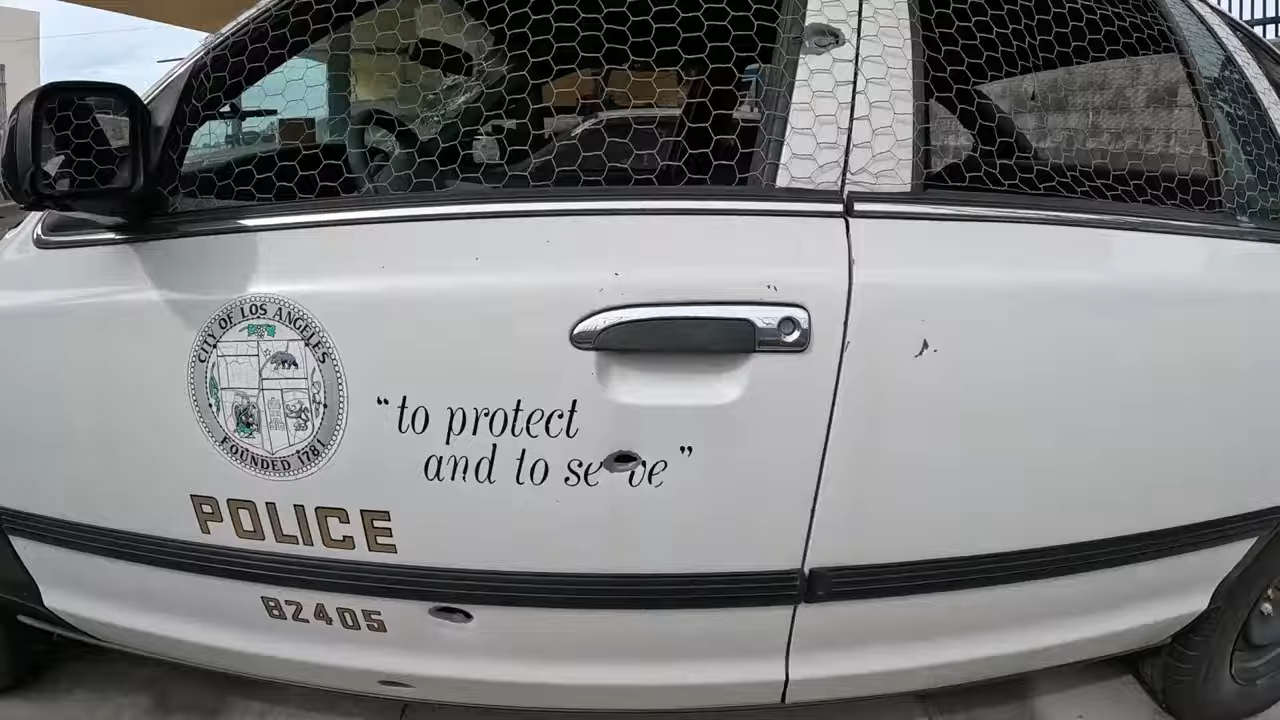 CITY OF LOS ANGELES
FOUNDED 1781
"to protect
and to se ve"
POLICE
82405